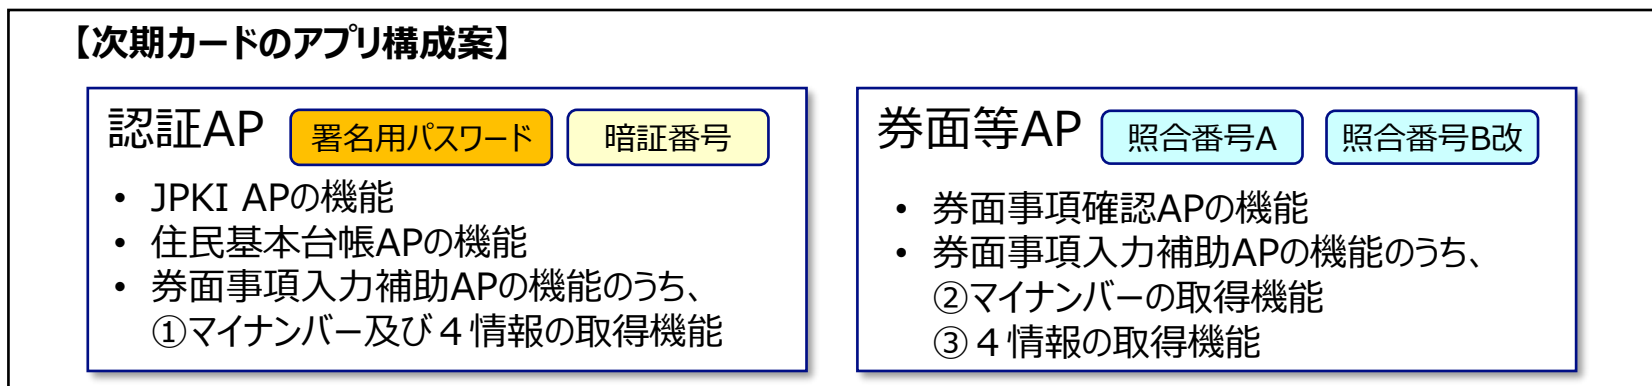 【次期カードのアプリ構成案】
認証AP 署名用パスワード 暗証番号
• JPKI APの機能
• 住民基本台帳APの機能
• 券面事項入力補助APの機能のうち、
①マイナンバー及び４情報の取得機能
券面等AP 照合番号A 照合番号B改
• 券面事項確認APの機能
• 券面事項入力補助APの機能のうち、
②マイナンバーの取得機能
③４情報の取得機能